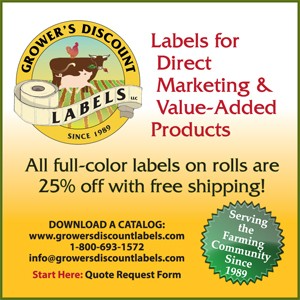 GROWER'S DISCOUNT
LABELS LLC
SINCE 1989
Labels for
Direct
Marketing &
Value-Added
Products
All full-color labels on rolls are
25% off with free shipping!
DOWNLOAD A CATALOG:
www.growersdiscountlabels.com
1-800-693-1572
info@growersdiscountlabels.com
Start Here: Quote Request Form
Serving
the
Farming
Community
Since
1989